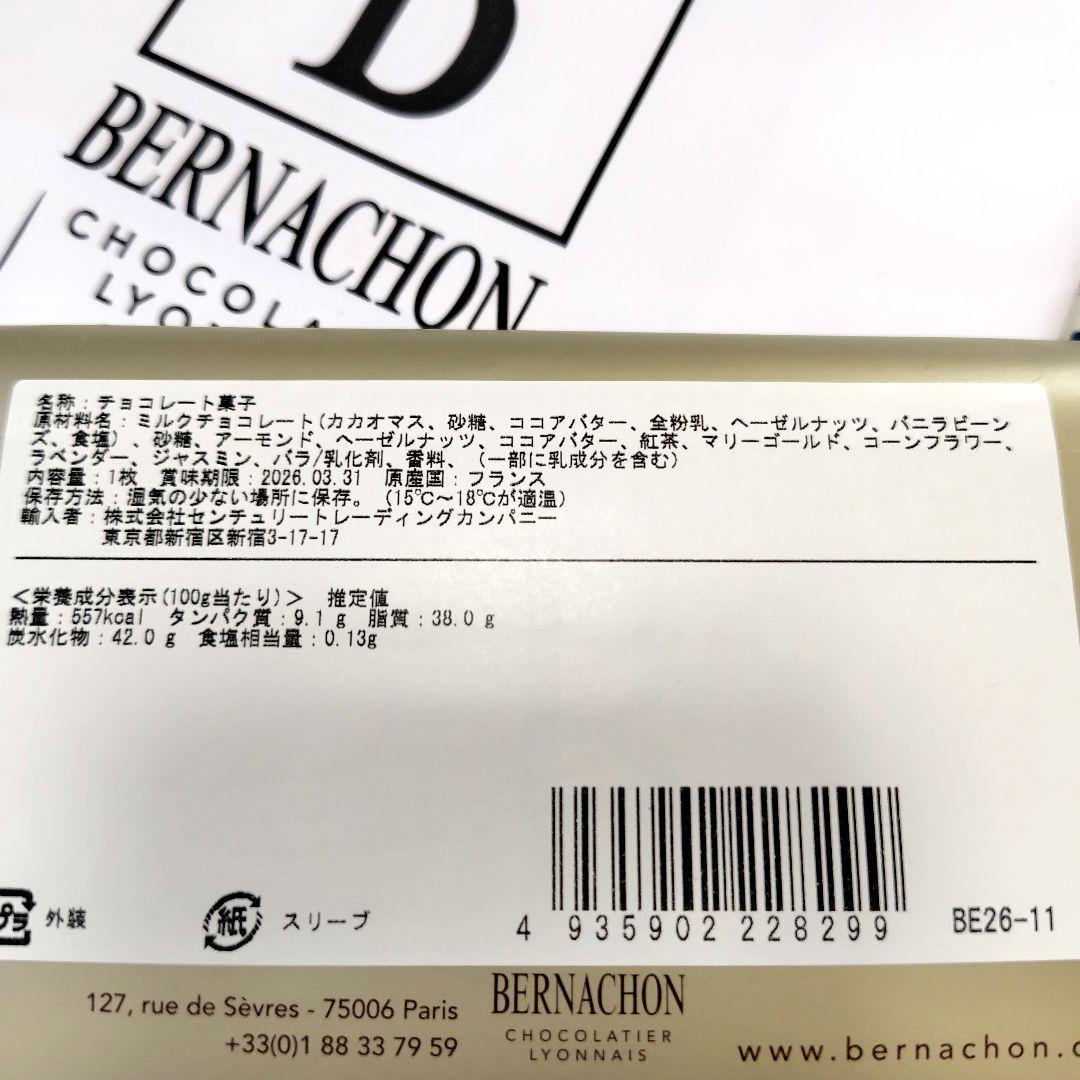 B
BERNACHON
CHOCOLA
LYO
名称：チョコレート菓子
原材料名：ミルクチョコレート(カカオマス、砂糖、ココアバター、全粉乳、ヘーゼルナッツ、バニラビーン
ズ、食塩）、砂糖、アーモンド、ヘーゼルナッツ、ココアバター、紅茶、マリーゴールド、コーンフラワー、
ラベンダー、ジャスミン、バラ/乳化剤、香料、（一部に乳成分を含む）
内容量：1枚　賞味期限：2026.03.31　原産国：フランス
保存方法：湿気の少ない場所に保存。（15℃～18℃が適温）
輸入者：株式会社センチュリートレーディングカンパニー
東京都新宿区新宿3-17-17
＜栄養成分表示(100g当たり)＞　推定値
熱量：557kcal　タンパク質：9.1 g　脂質：38.0 g
炭水化物：42.0 g　食塩相当量：0.13g
プラ 外装 紙 スリーブ
4 935902 228299
BE26-11
127, rue de Sèvres - 75006 Paris
+33(0)1 88 33 79 59
BERNACHON
CHOCOLATIER
LYONNAIS
www.bernachon.c